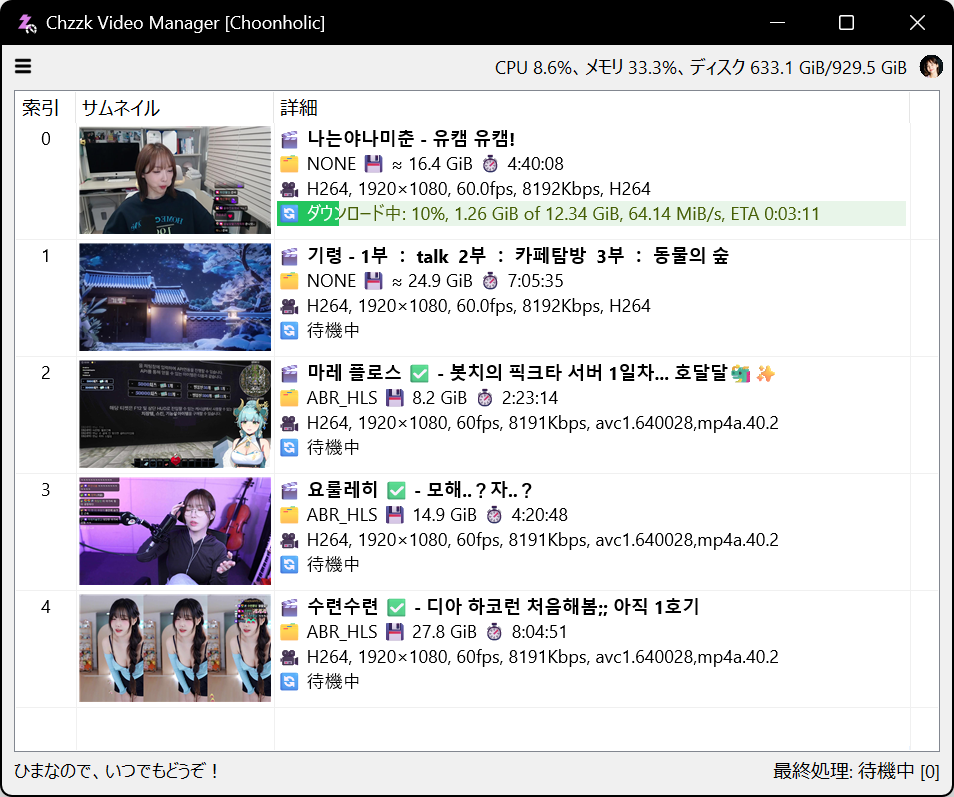 Chzzk Video Manager [Choonholic]
CPU 8.6%、メモリ 33.3%、ディスク 633.1 GiB/929.5 GiB
索引 サムネイル 詳細
0
🎬 나는야나미춘 - 유캠 유캠!
📁 NONE 💾 ≈ 16.4 GiB ⏱ 4:40:08
🎥 H264, 1920×1080, 60.0fps, 8192Kbps, H264
🔄 ダウンロード中: 10%, 1.26 GiB of 12.34 GiB, 64.14 MiB/s, ETA 0:03:11
1
🎬 기령 - 1부 : talk 2부 : 카페탐방 3부 : 동물의 숲
📁 NONE 💾 ≈ 24.9 GiB ⏱ 7:05:35
🎥 H264, 1920×1080, 60.0fps, 8192Kbps, H264
🔄 待機中
2
🎬 마레 플로스 ✅ - 봇치의 픽크타 서버 1일차... 호달달
📁 ABR_HLS 💾 8.2 GiB ⏱ 2:23:14
🎥 H264, 1920×1080, 60fps, 8191Kbps, avc1.640028,mp4a.40.2
🔄 待機中
3
🎬 요룰레히 ✅ - 모해..？자..？
📁 ABR_HLS 💾 14.9 GiB ⏱ 4:20:48
🎥 H264, 1920×1080, 60fps, 8191Kbps, avc1.640028,mp4a.40.2
🔄 待機中
4
🎬 수련수련 ✅ - 디아 하코런 처음해봄;; 아직 1호기
📁 ABR_HLS 💾 27.8 GiB ⏱ 8:04:51
🎥 H264, 1920×1080, 60fps, 8191Kbps, avc1.640028,mp4a.40.2
🔄 待機中
ひまなので、いつでもどうぞ！
最終処理: 待機中 [0]